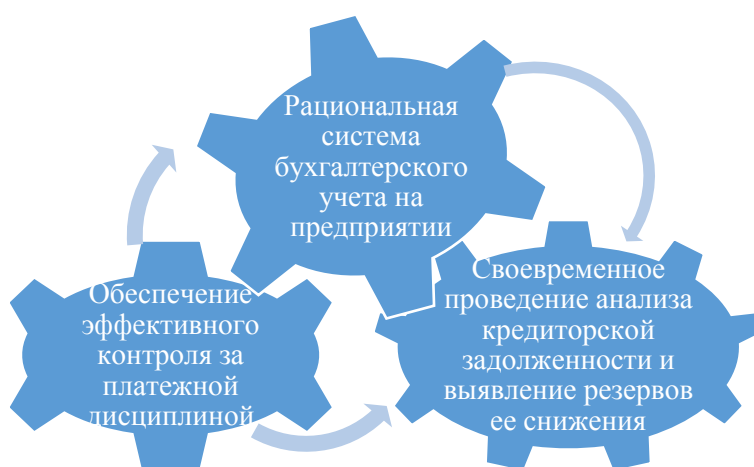 Рациональная
система
бухгалтерского
учета на
предприятии
Обеспечение
эффективного
контроля за
платежной
дисциплиной
Своевременное
проведение анализа
кредиторской
задолженности и
выявление резервов
ее снижения